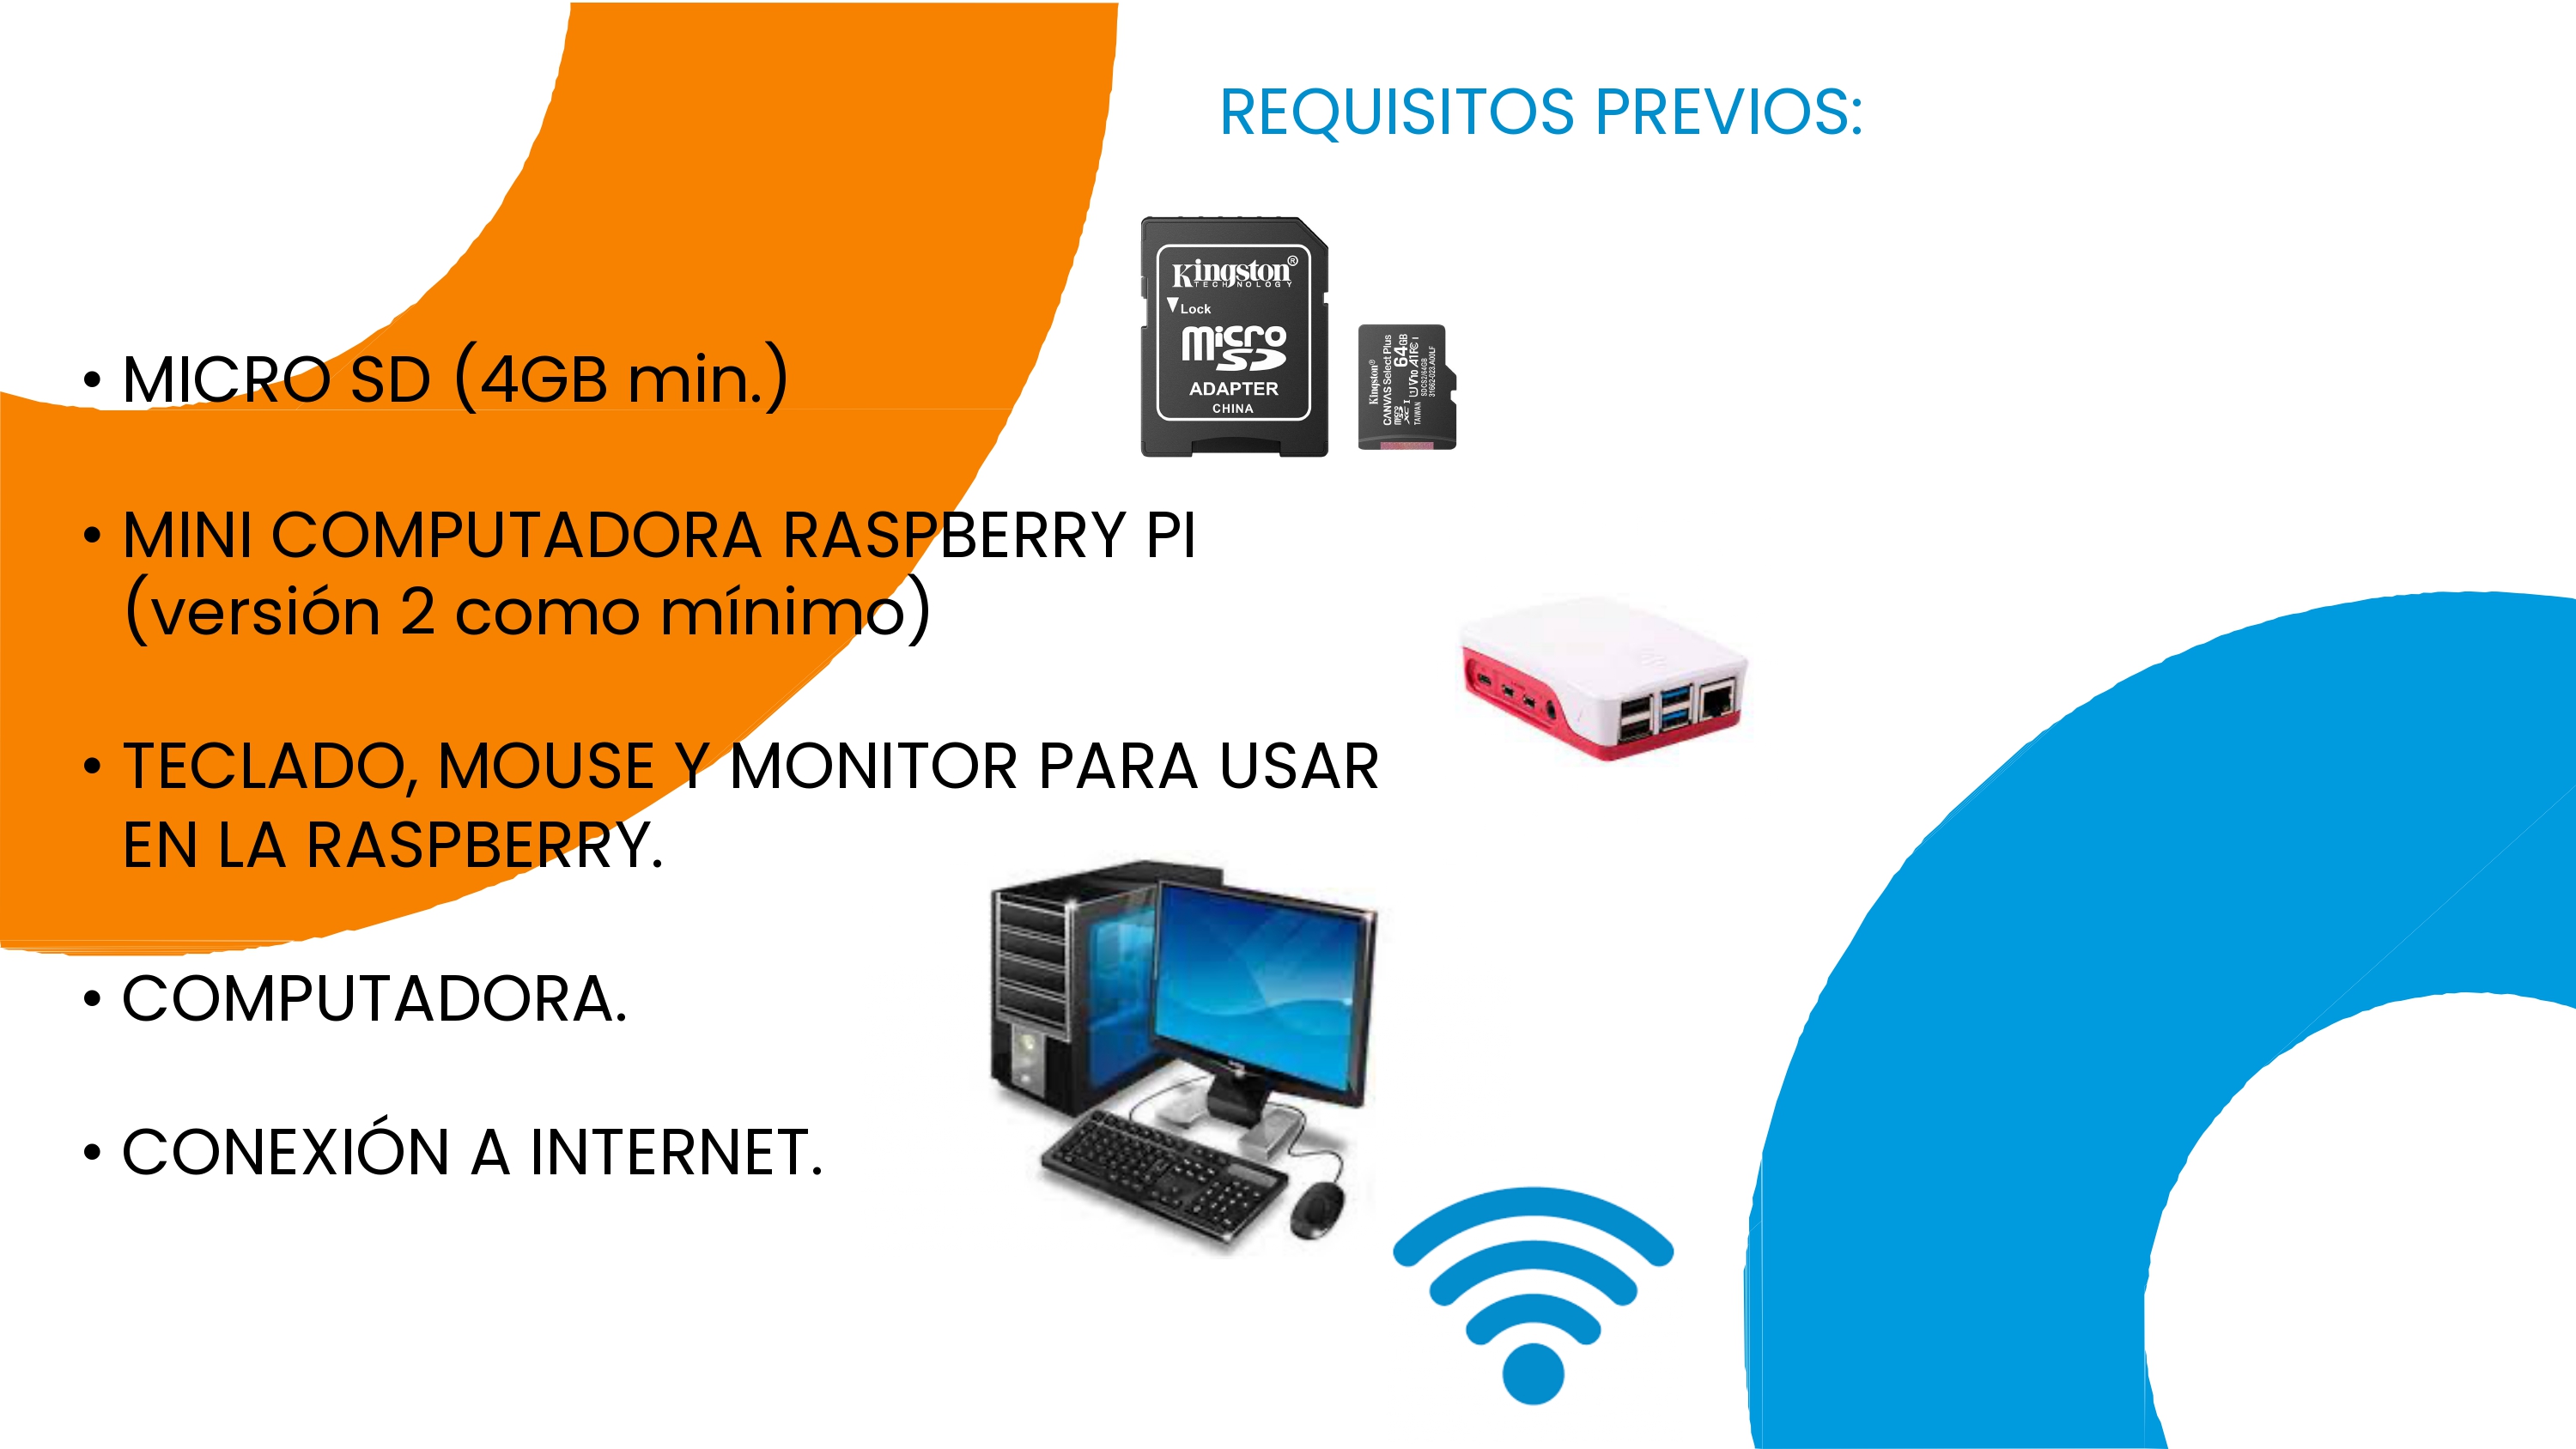 REQUISITOS PREVIOS:
Kingston®
TECHNOLOGY
Lock
Micro
SD
ADAPTER
CHINA
Kingston®
CANVAS Select Plus
64GB
TAIWAN
• MICRO SD (4GB min.)
• MINI COMPUTADORA RASPBERRY PI
(versión 2 como mínimo)
• TECLADO, MOUSE Y MONITOR PARA USAR
EN LA RASPBERRY.
• COMPUTADORA.
• CONEXIÓN A INTERNET.